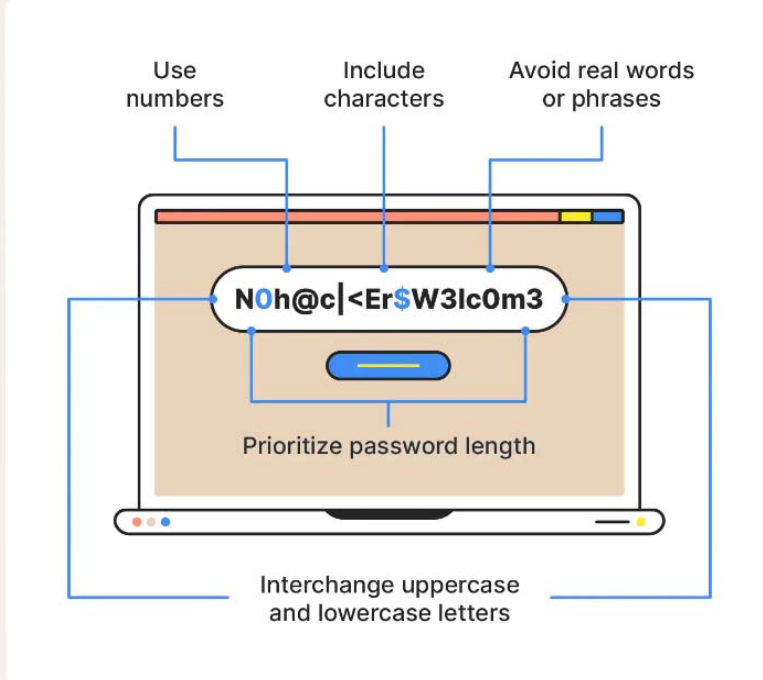 Use
numbers
Include
characters
Avoid real words
or phrases
N0h@c|<Er$W3lc0m3
Prioritize password length
Interchange uppercase
and lowercase letters